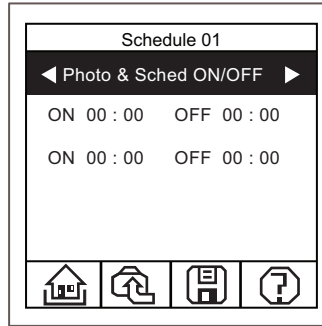 Schedule 01
Photo & Sched ON/OFF
ON 00 : 00 OFF 00 : 00
ON 00 : 00 OFF 00 : 00
?